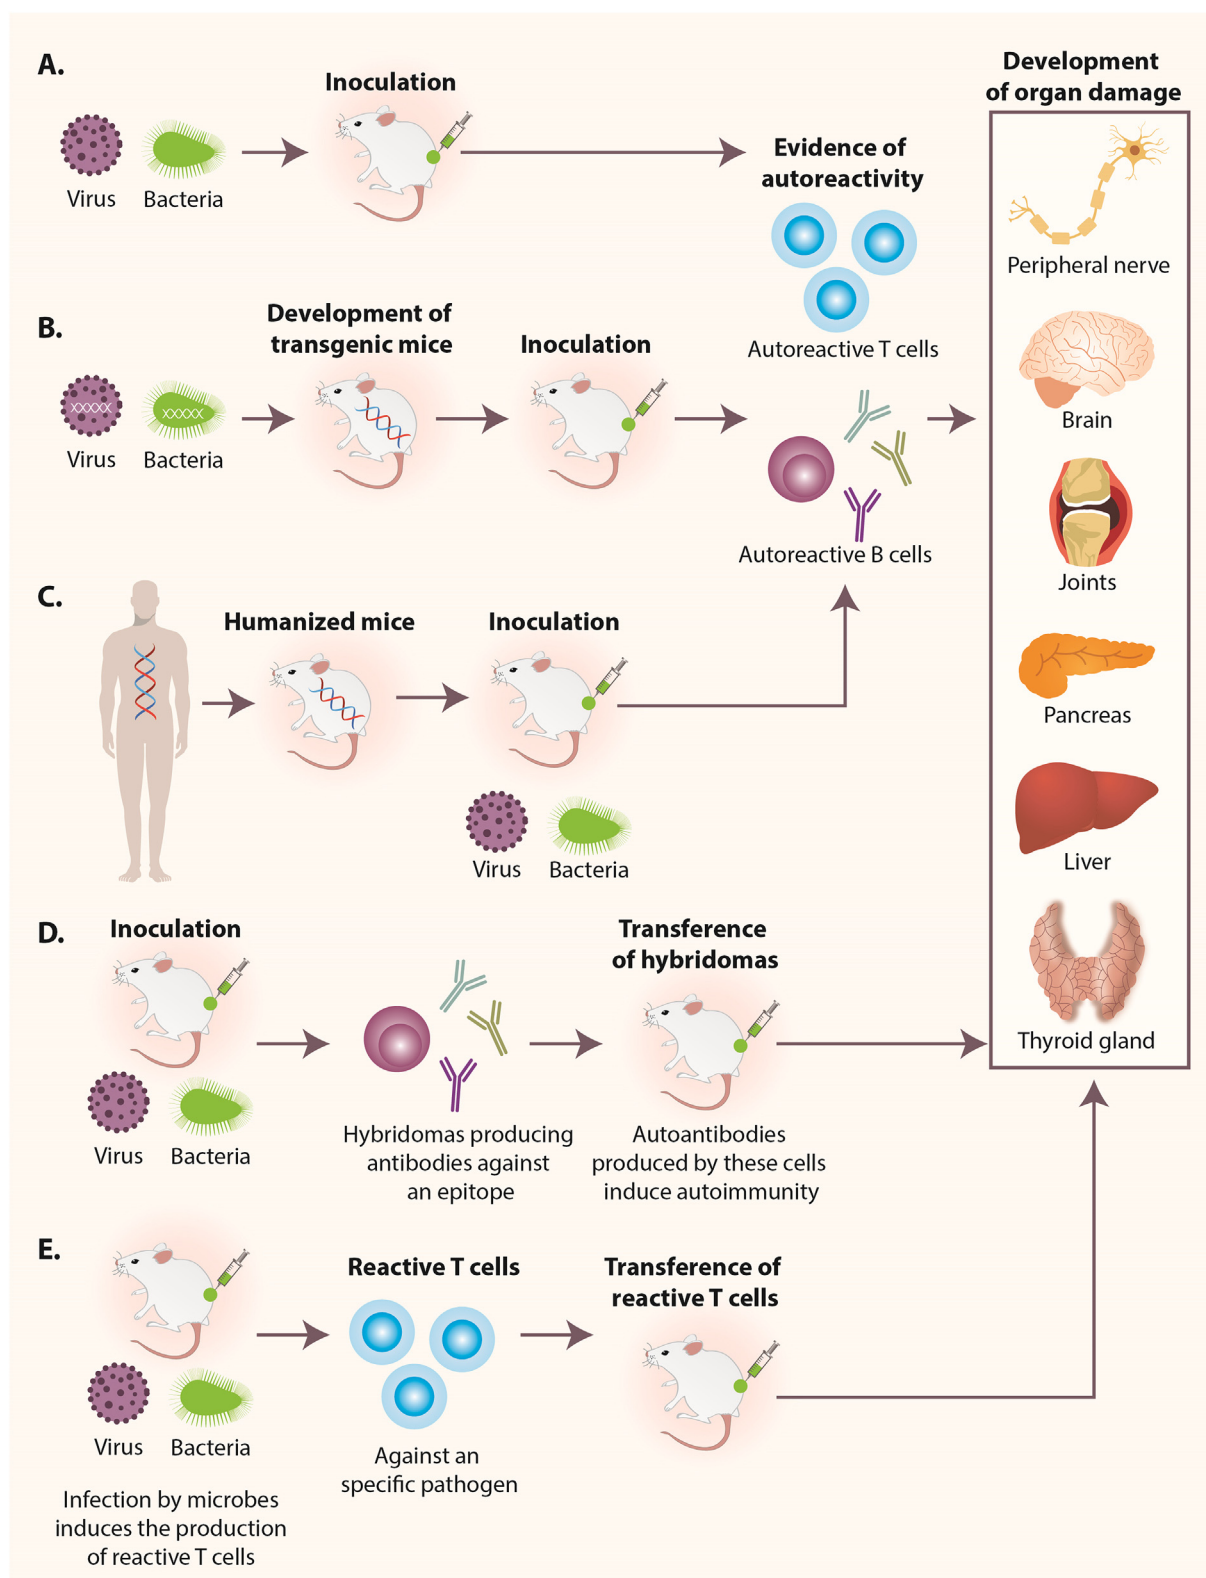 A.
Inoculation
Virus
Bacteria
Evidence of
autoreactivity
Autoreactive T cells
B.
Development of
transgenic mice
Inoculation
Virus
Bacteria
Autoreactive B cells
C.
Humanized mice
Inoculation
Virus
Bacteria
Development
of organ damage
Peripheral nerve
Brain
Joints
Pancreas
Liver
Thyroid gland
D.
Inoculation
Virus
Bacteria
Hybridomas producing
antibodies against
an epitope
Transference
of hybridomas
Autoantibodies
produced by these cells
induce autoimmunity
E.
Virus
Bacteria
Infection by microbes
induces the production
of reactive T cells
Reactive T cells
Against an
specific pathogen
Transference of
reactive T cells